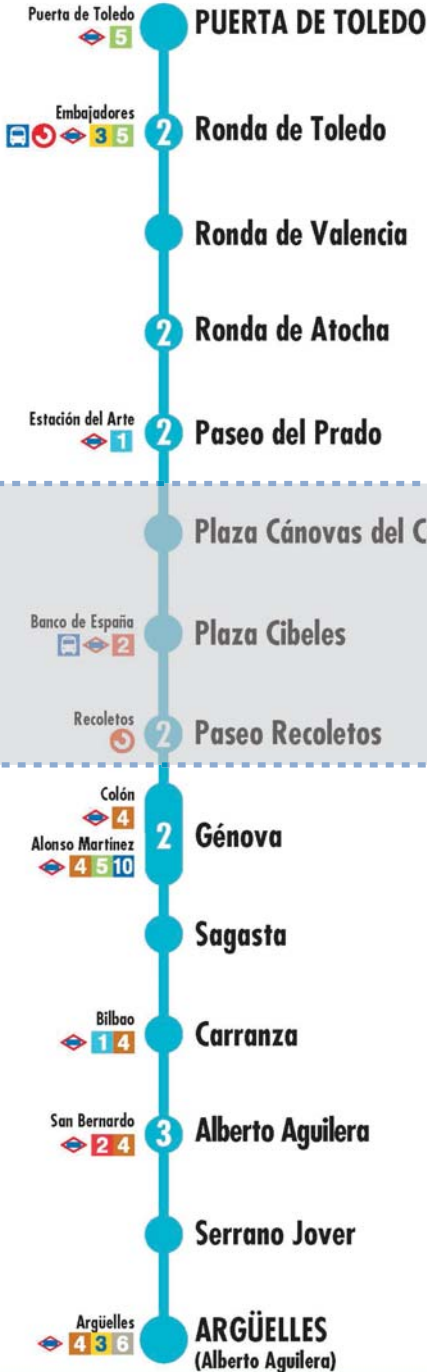 Puerta de Toledo
5
PUERTA DE TOLEDO
Embajadores
3 5
2
Ronda de Toledo
Ronda de Valencia
2
Ronda de Atocha
Estación del Arte
1
2
Paseo del Prado
Plaza Cánovas del C
Banco de España
2
Plaza Cibeles
Recoletos
2
Paseo Recoletos
Colón
4
Alonso Martínez
4 5 10
2
Génova
Sagasta
Bilbao
1 4
Carranza
San Bernardo
2 4
3
Alberto Aguilera
Serrano Jover
Argüelles
4 3 6
ARGÜELLES
(Alberto Aguilera)